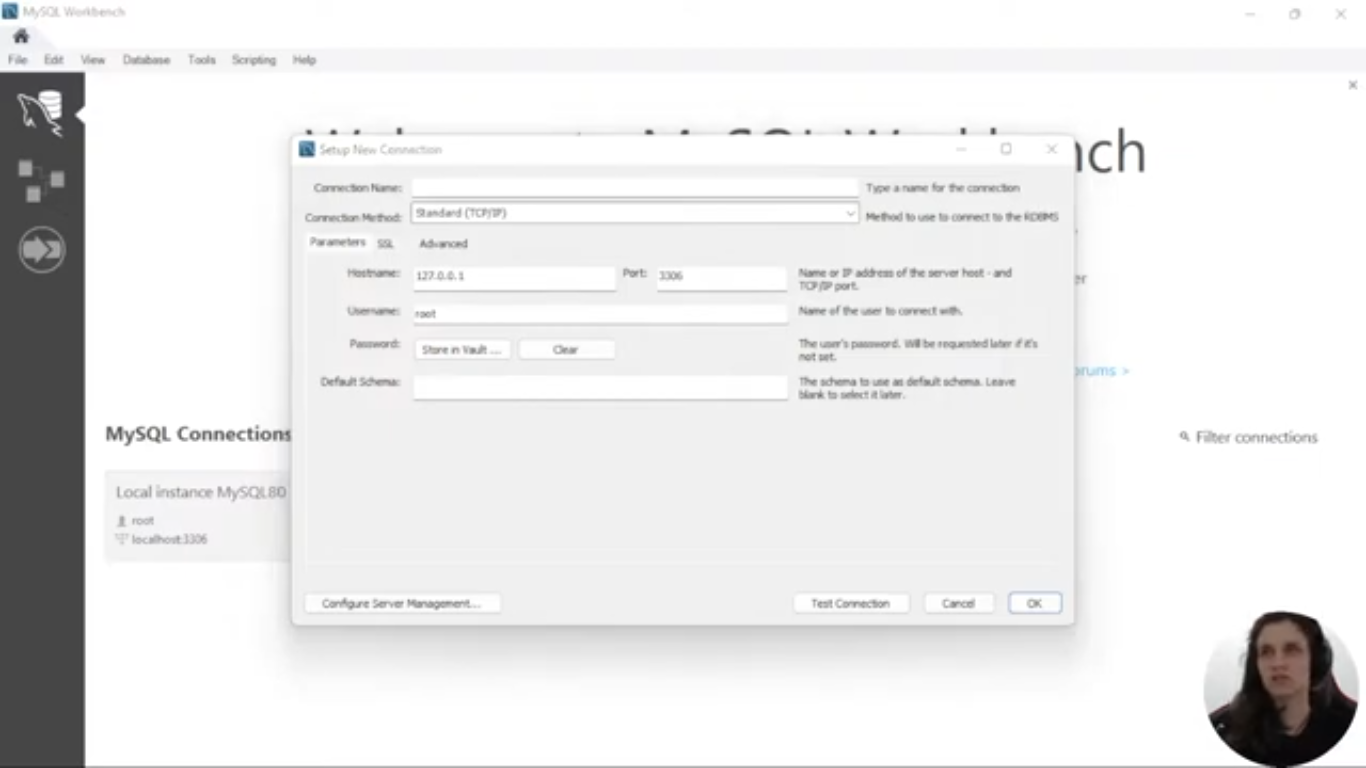 MySQL Workbench
File Edit View Database Tools Scripting Help
nch
Setup New Connection
Connection Name: Type a name for the connection
Connection Method: Standard (TCP/IP) Method to use to connect to the RDBMS
Parameters SSL Advanced
Hostname: 127.0.0.1 Port: 3306 Name or IP address of the server host - and
TCP/IP port.
er
Username: root Name of the user to connect with.
Password: Store in Vault ... Clear The user's password. Will be requested later if it's
not set.
orums >
Default Schema: The schema to use as default schema. Leave
blank to select it later.
MySQL Connections
Filter connections
Local instance MySQL80
root
localhost:3306
Configure Server Management... Test Connection Cancel OK